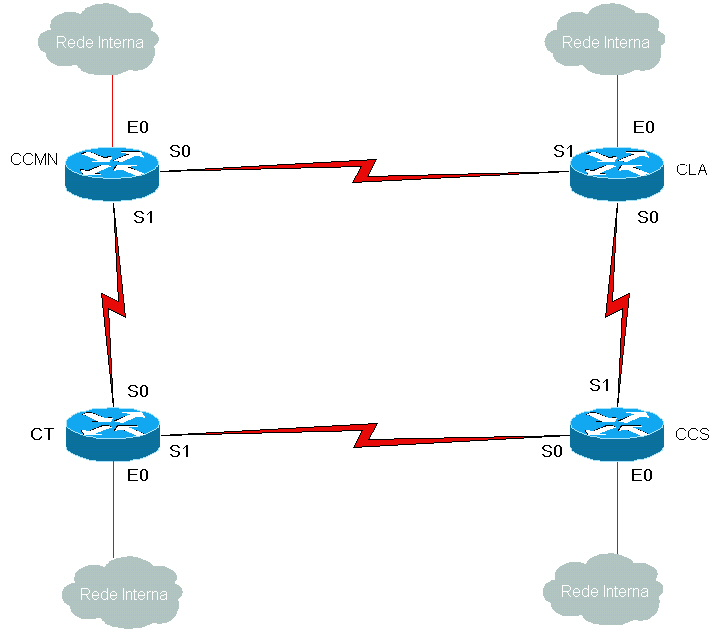 Rede Interna
Rede Interna
E0
E0
CCMN
S0
S1
CLA
S1
S0
S0
S1
CT
S1
S0
CCS
E0
E0
Rede Interna
Rede Interna